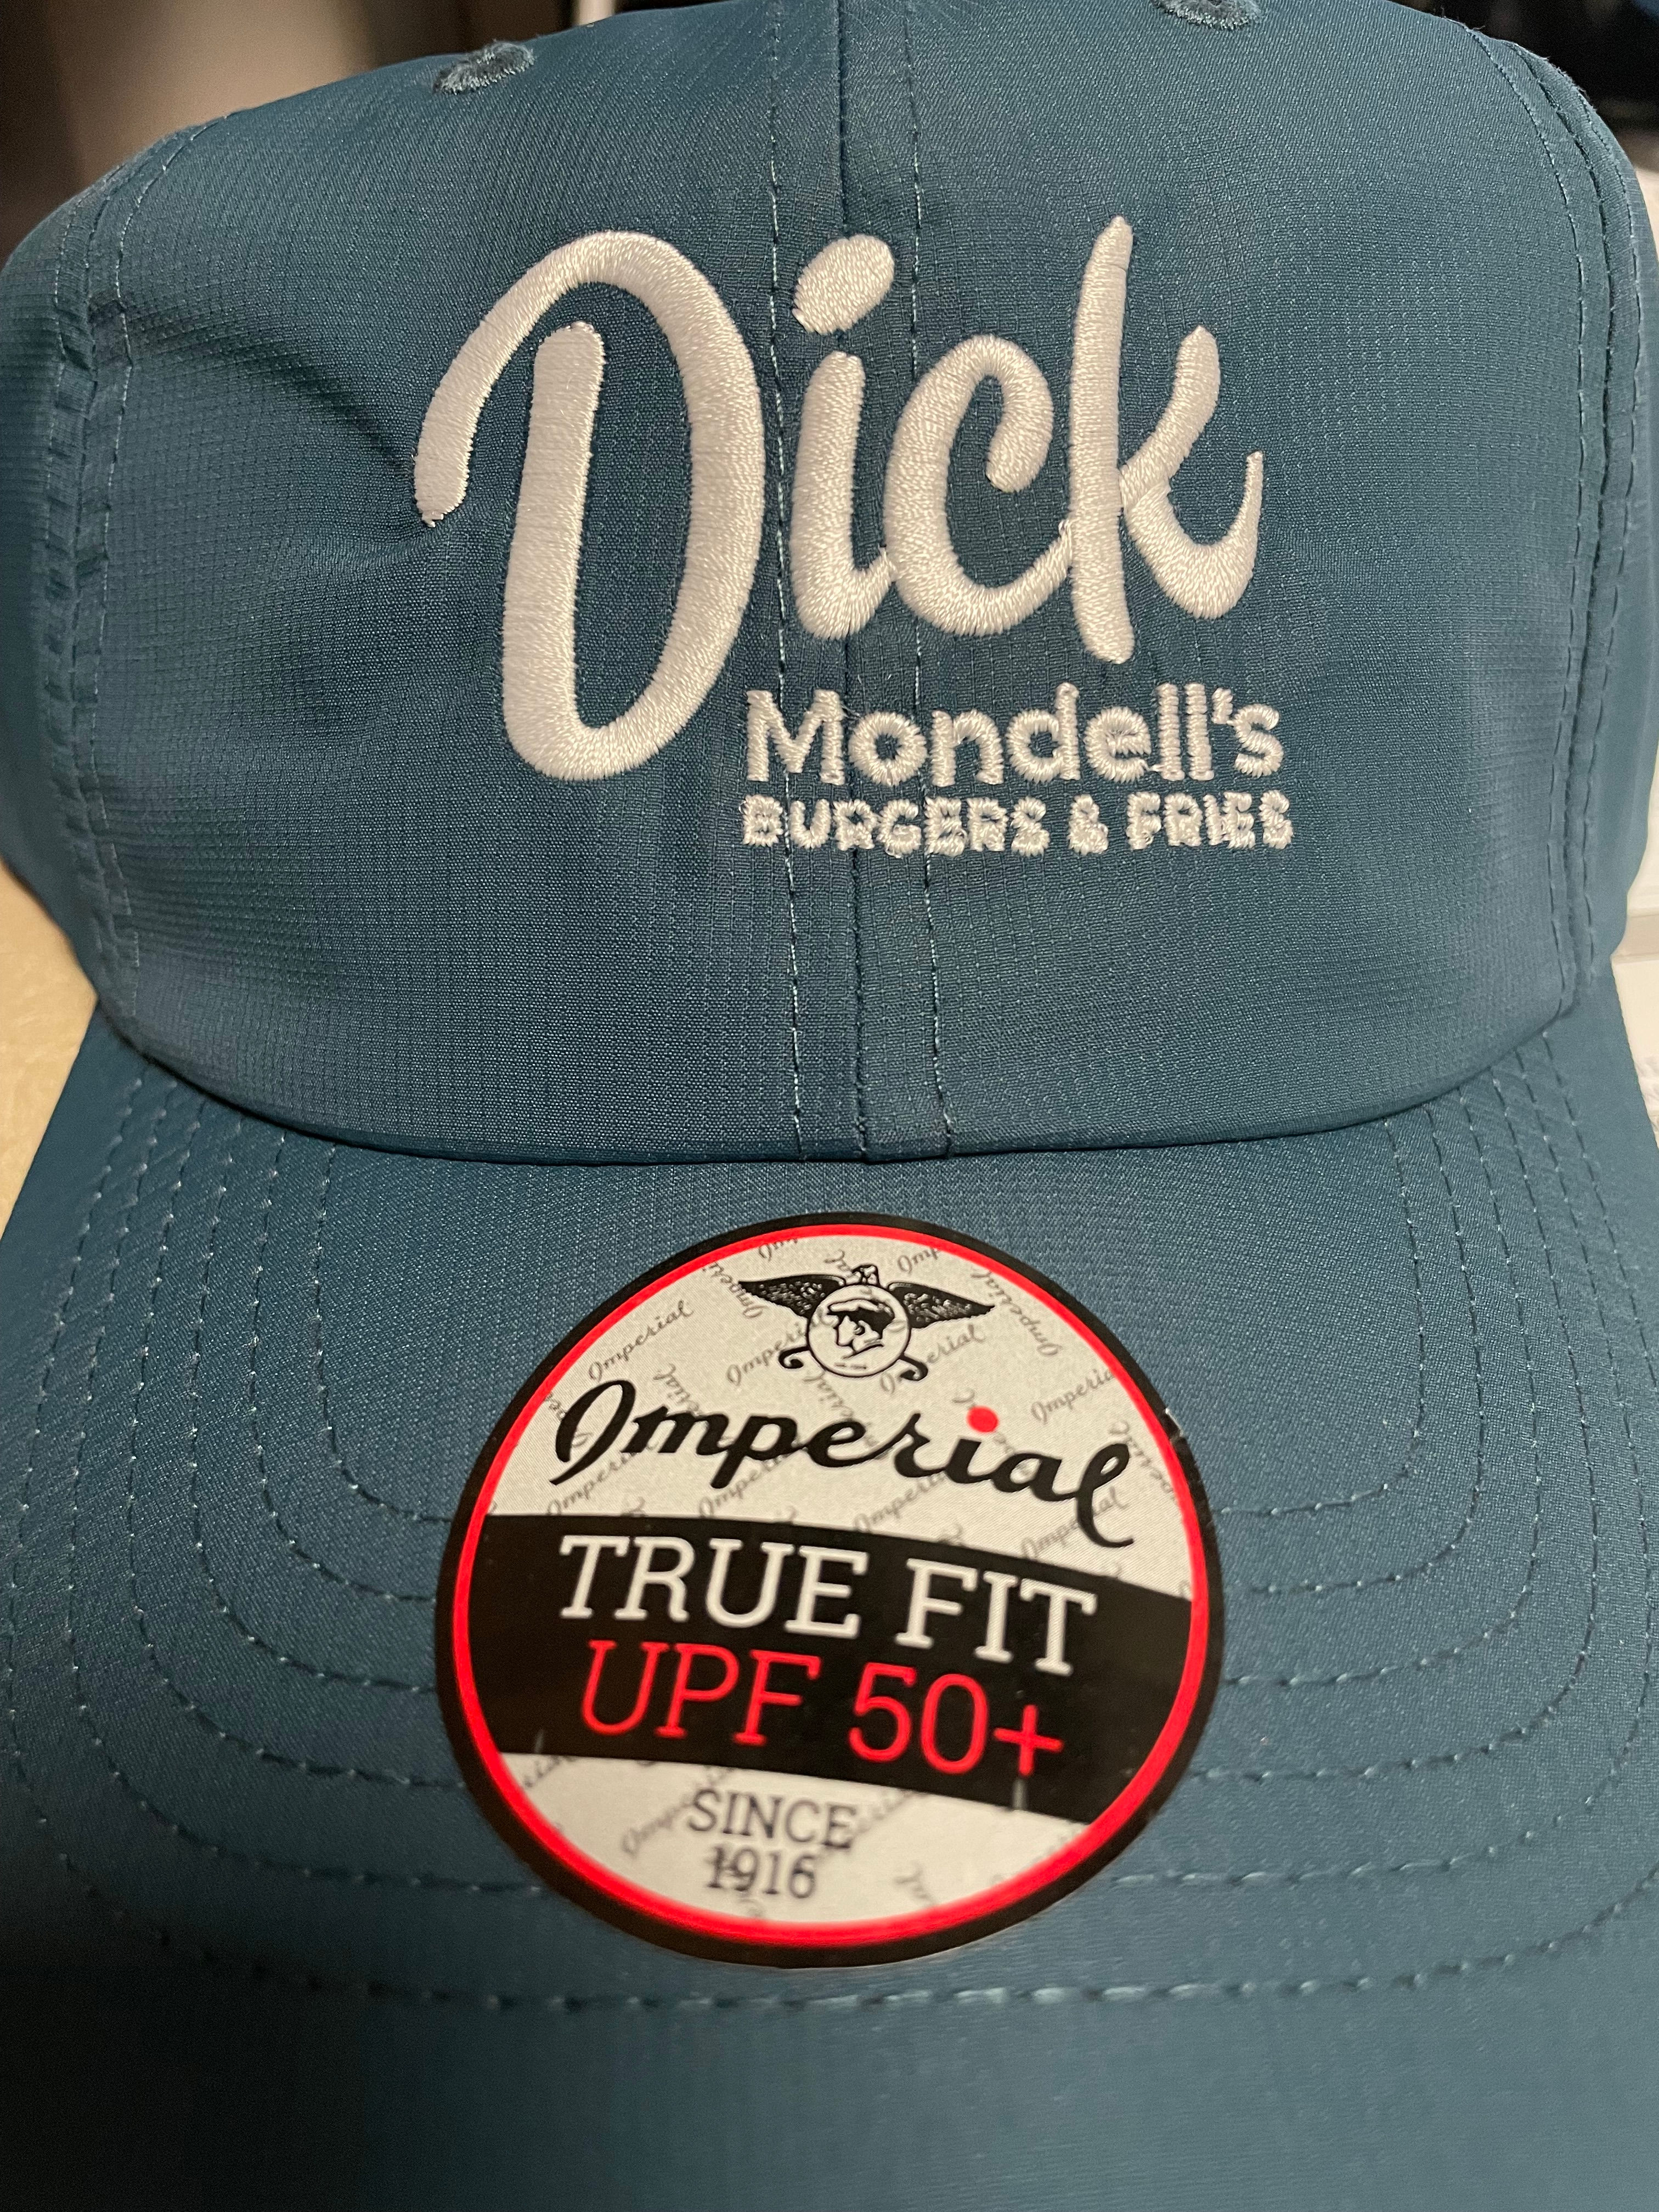 Dick
Mondell's
BURGERS & FRIES
Imperial
TRUE FIT
UPF 50+
SINCE
1916